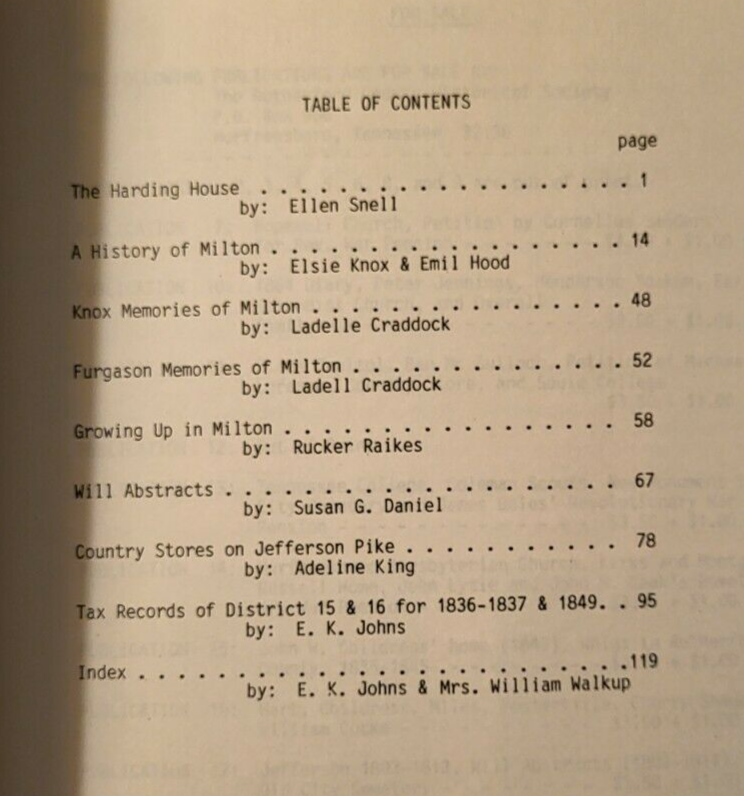 TABLE OF CONTENTS
page
The Harding House . . . . . . . . . . . . . . . . . . . 1
by: Ellen Snell
A History of Milton . . . . . . . . . . . . . . . . . . 14
by: Elsie Knox & Emil Hood
Knox Memories of Milton . . . . . . . . . . . . . . . . 48
by: Ladelle Craddock
Furgason Memories of Milton . . . . . . . . . . . . . . 52
by: Ladell Craddock
Growing Up in Milton . . . . . . . . . . . . . . . . . 58
by: Rucker Raikes
Will Abstracts . . . . . . . . . . . . . . . . . . . . 67
by: Susan G. Daniel
Country Stores on Jefferson Pike . . . . . . . . . . . 78
by: Adeline King
Tax Records of District 15 & 16 for 1836-1837 & 1849. . 95
by: E. K. Johns
Index . . . . . . . . . . . . . . . . . . . . . . . . .119
by: E. K. Johns & Mrs. William Walkup